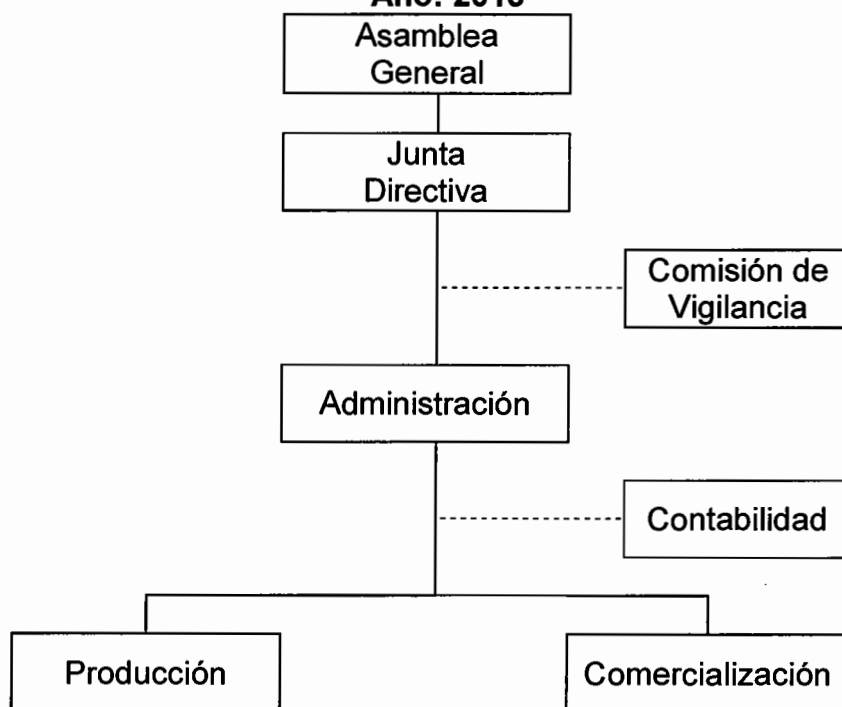 Asamblea
General
Junta
Directiva
Comisión de
Vigilancia
Administración
Contabilidad
Producción
Comercialización